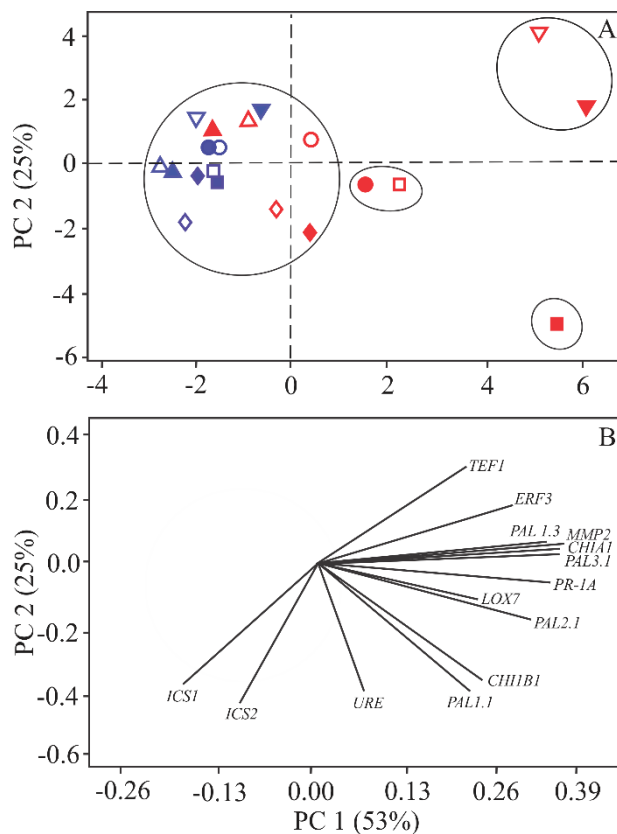 A
4
2
0
-2
-4
-6
PC 2 (25%)
-4
-2
0
2
4
6
B
0.4
0.2
0.0
-0.2
-0.4
-0.6
PC 2 (25%)
TEF1
ERF3
PAL 1.3
MMP2
CHIA1
PAL3.1
PR-1A
LOX7
PAL2.1
CHI1B1
PAL1.1
URE
ICS2
ICS1
-0.26
-0.13
0.00
0.13
0.26
0.39
PC 1 (53%)